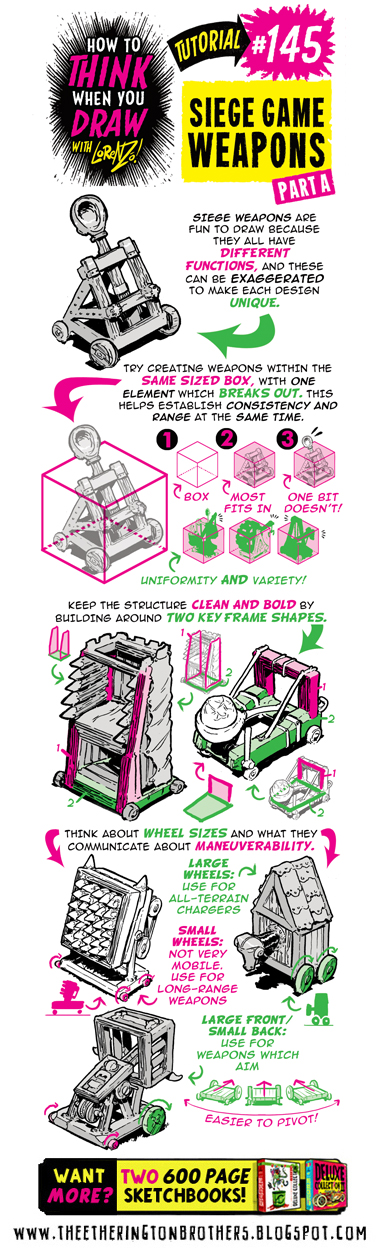 HOW TO
THINK
WHEN YOU
DRAW
WITH LORENZO!
TUTORIAL
#145
SIEGE GAME
WEAPONS
PART A
SIEGE WEAPONS ARE
FUN TO DRAW BECAUSE
THEY ALL HAVE
DIFFERENT
FUNCTIONS, AND THESE
CAN BE EXAGGERATED
TO MAKE EACH DESIGN
UNIQUE.
TRY CREATING WEAPONS WITHIN THE
SAME SIZED BOX, WITH ONE
ELEMENT WHICH BREAKS OUT. THIS
HELPS ESTABLISH CONSISTENCY AND
RANGE AT THE SAME TIME.
1 2 3
BOX
MOST
FITS IN
ONE BIT
DOESN'T!
UNIFORMITY AND VARIETY!
KEEP THE STRUCTURE CLEAN AND BOLD BY
BUILDING AROUND TWO KEY FRAME SHAPES.
1
2
1
2
1
2
1
2
THINK ABOUT WHEEL SIZES AND WHAT THEY
COMMUNICATE ABOUT MANEUVERABILITY.
LARGE
WHEELS:
USE FOR
ALL-TERRAIN
CHARGERS
SMALL
WHEELS:
NOT VERY
MOBILE.
USE FOR
LONG-RANGE
WEAPONS
LARGE FRONT/
SMALL BACK:
USE FOR
WEAPONS WHICH
AIM
EASIER TO PIVOT!
WANT
MORE?
TWO 600 PAGE
SKETCHBOOKS!
DELUXE
COLLECTION
WWW.THEETHERINGTONBROTHERS.BLOGSPOT.COM